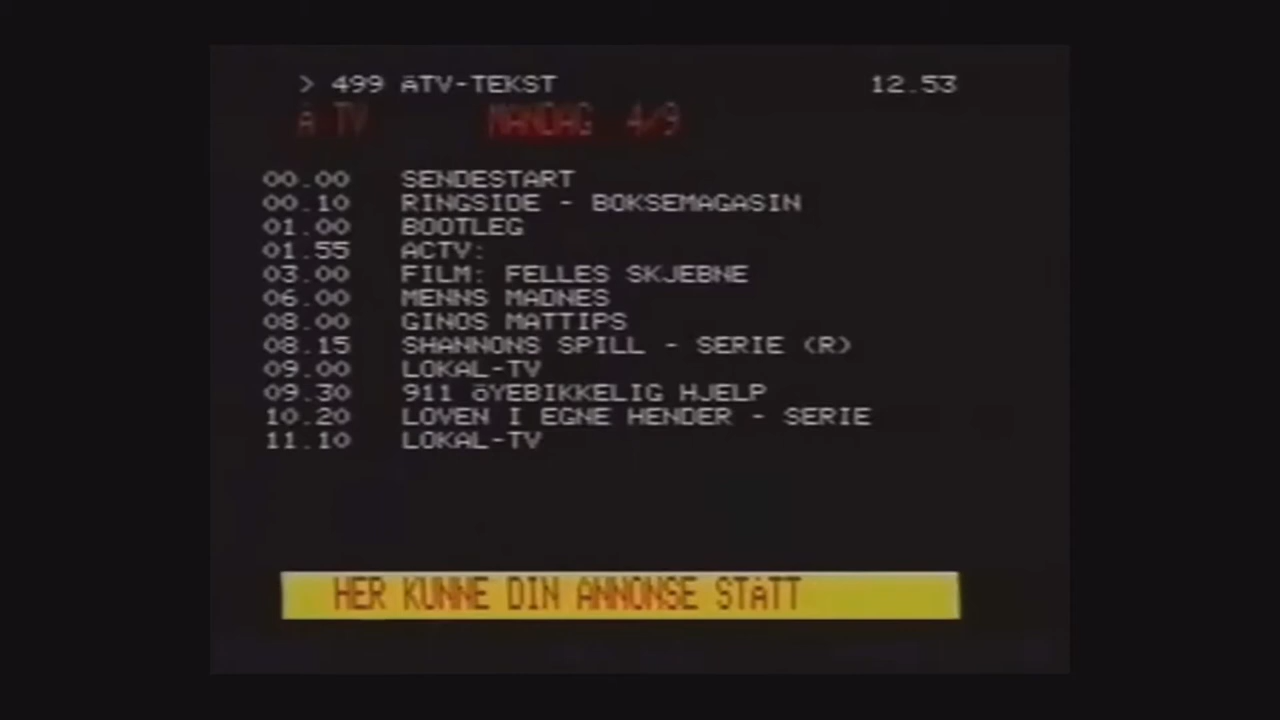 > 499 äTV-TEKST 12.53
å TV MANDAG 4/9
00.00 SENDESTART
00.10 RINGSIDE - BOKSEMAGASIN
01.00 BOOTLEG
01.55 ACTV:
03.00 FILM: FELLES SKJEBNE
06.00 MENNS MADNES
08.00 GINOS MATTIPS
08.15 SHANNONS SPILL - SERIE (R)
09.00 LOKAL-TV
09.30 911 öYEBIKKELIG HJELP
10.20 LOVEN I EGNE HENDER - SERIE
11.10 LOKAL-TV
HER KUNNE DIN ANNONSE STåTT